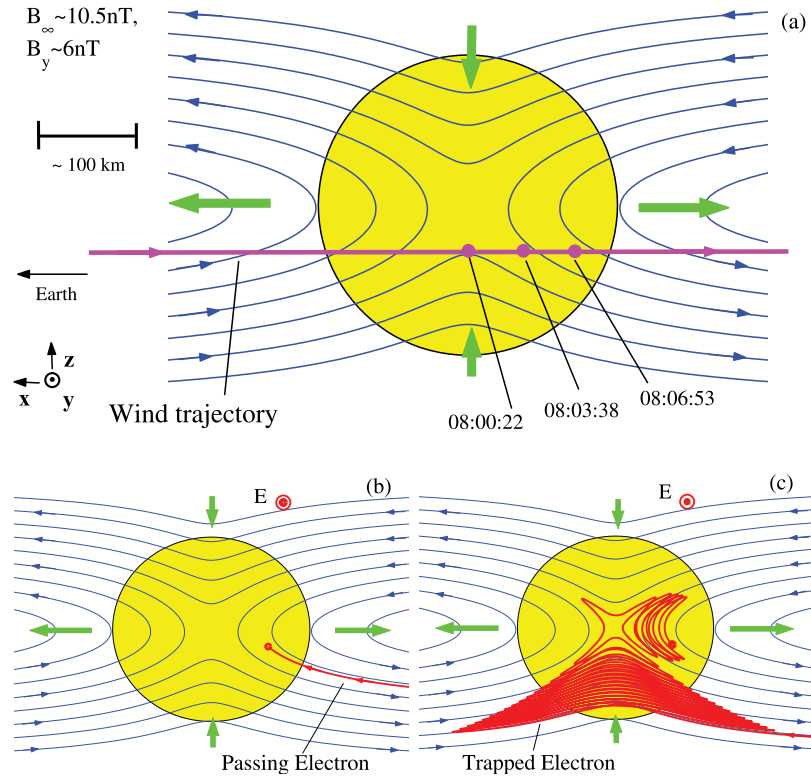 B∞~10.5nT,
By~6nT
(a)
~ 100 km
Earth
z
x
y
Wind trajectory
08:00:22
08:03:38
08:06:53
E
(b)
Passing Electron
E
(c)
Trapped Electron